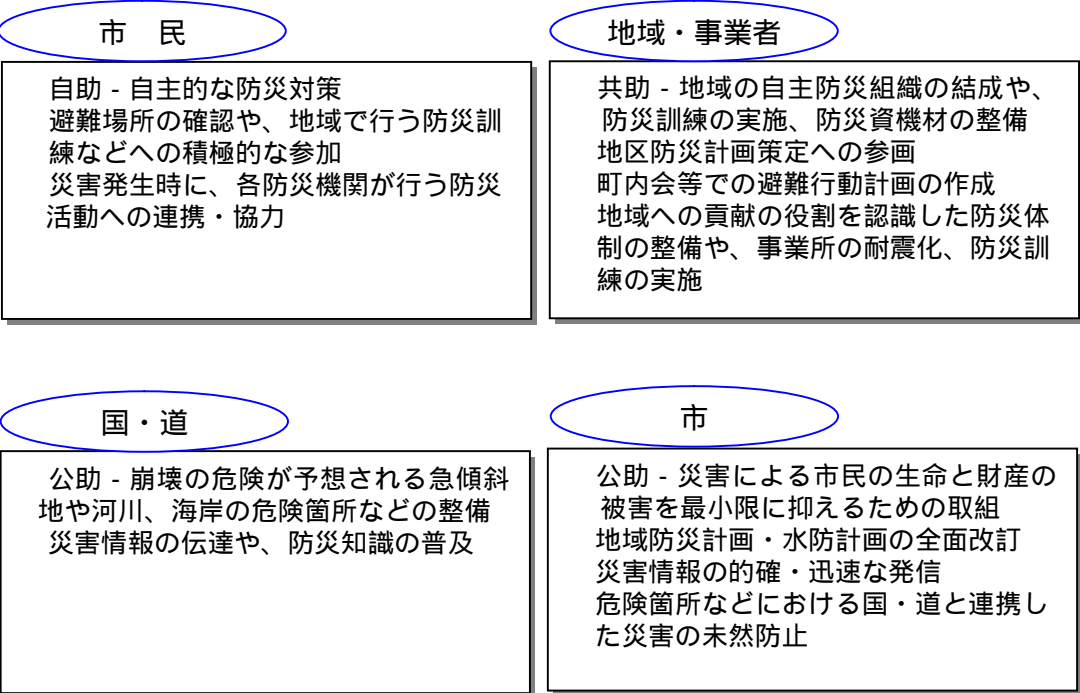 市　民
自助 - 自主的な防災対策
避難場所の確認や、地域で行う防災訓
練などへの積極的な参加
災害発生時に、各防災機関が行う防災
活動への連携・協力
地域・事業者
共助 - 地域の自主防災組織の結成や、
防災訓練の実施、防災資機材の整備
地区防災計画策定への参画
町内会等での避難行動計画の作成
地域への貢献の役割を認識した防災体
制の整備や、事業所の耐震化、防災訓
練の実施
国・道
公助 - 崩壊の危険が予想される急傾斜
地や河川、海岸の危険箇所などの整備
災害情報の伝達や、防災知識の普及
市
公助 - 災害による市民の生命と財産の
被害を最小限に抑えるための取組
地域防災計画・水防計画の全面改訂
災害情報の的確・迅速な発信
危険箇所などにおける国・道と連携し
た災害の未然防止